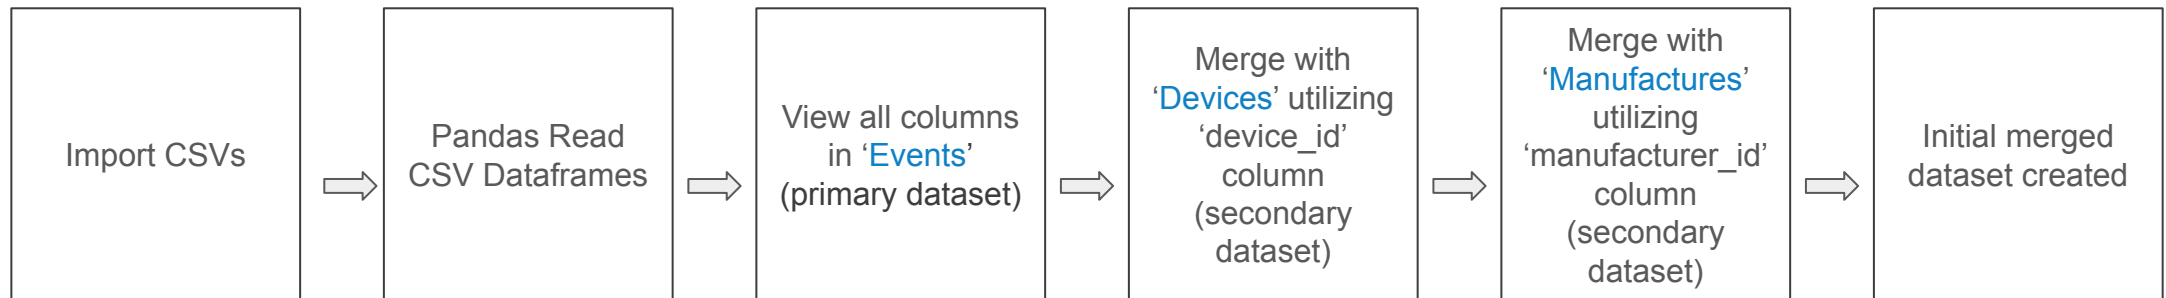 Import CSVs
Pandas Read
CSV Dataframes
View all columns
in ‘Events’
(primary dataset)
Merge with
‘Devices’ utilizing
‘device_id’
column
(secondary
dataset)
Merge with
‘Manufactures’
utilizing
‘manufacturer_id’
column
(secondary
dataset)
Initial merged
dataset created